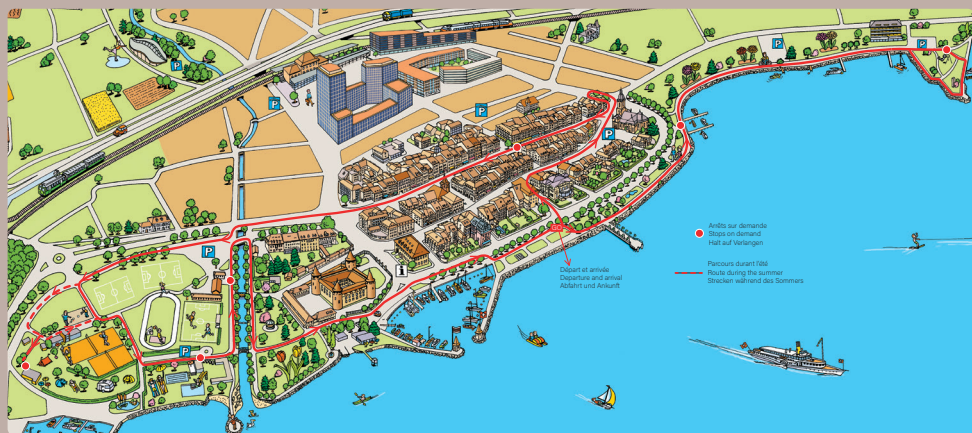 P
P
P
P
P
P
P
P
P
GO
i
Arrêts sur demande
Stops on demand
Halt auf Verlangen
Départ et arrivée
Departure and arrival
Abfahrt und Ankunft
Parcours durant l'été
Route during the summer
Strecken während des Sommers